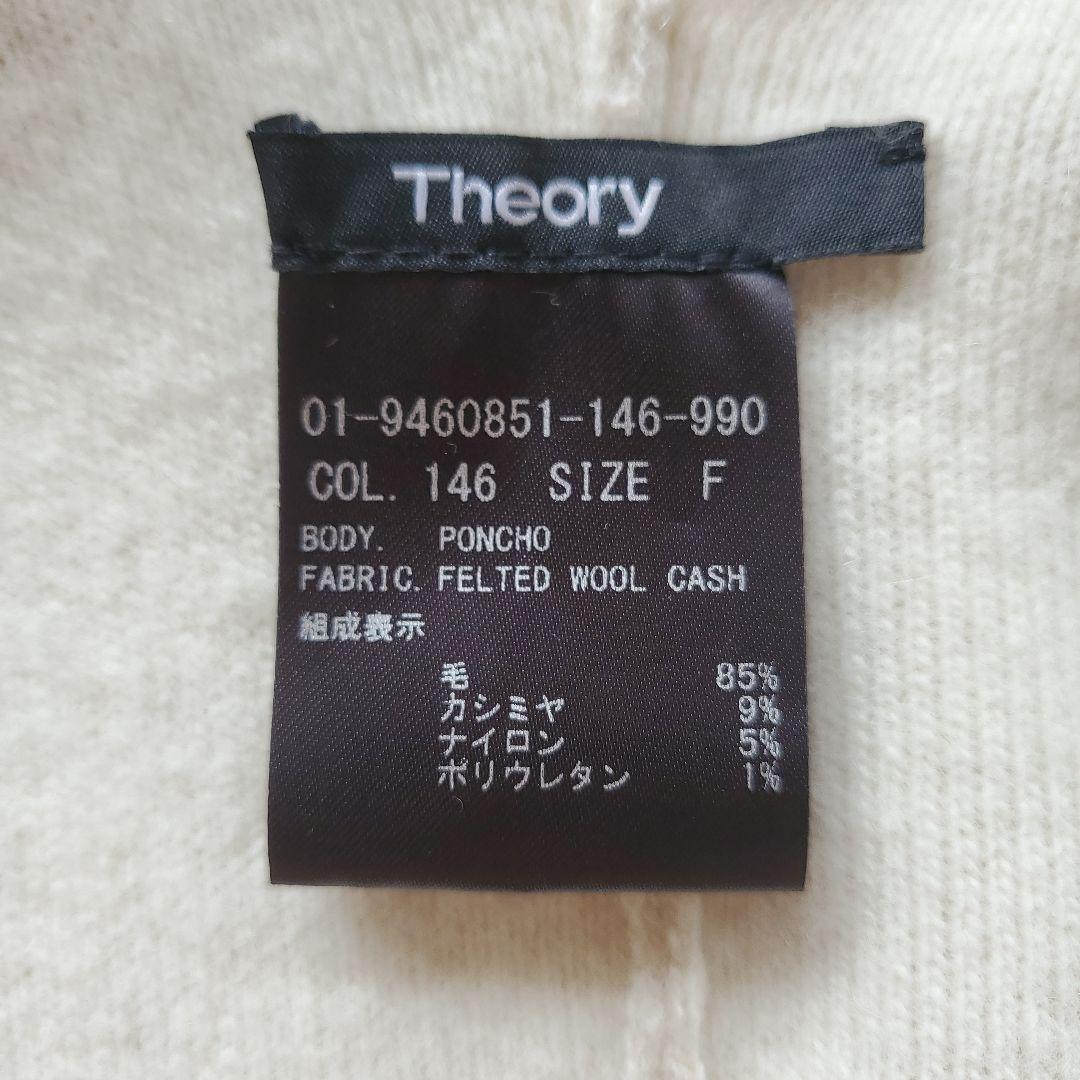 Theory
01-9460851-146-990
COL. 146 SIZE F
BODY. PONCHO
FABRIC. FELTED WOOL CASH
組成表示
毛 85%
カシミヤ 9%
ナイロン 5%
ポリウレタン 1%